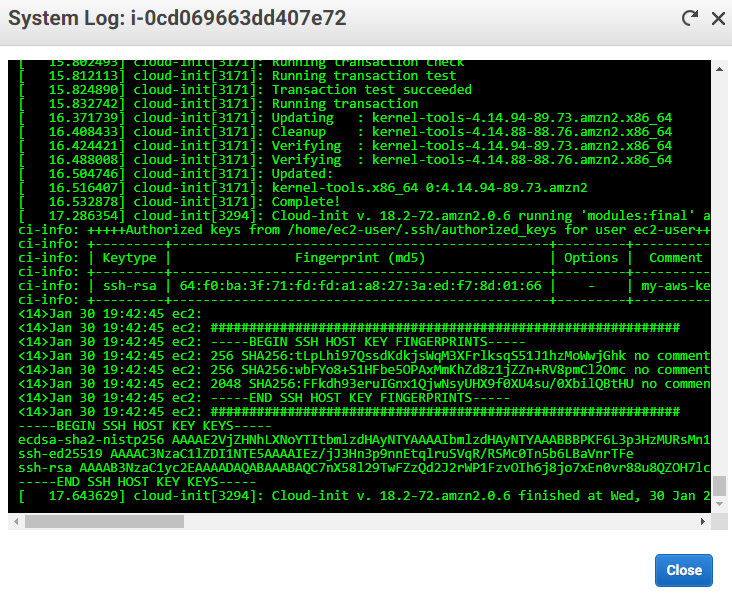 System Log: i-0cd069663dd407e72
[   15.802493] cloud-init[3171]: Running transaction check
[   15.812113] cloud-init[3171]: Running transaction test
[   15.824890] cloud-init[3171]: Transaction test succeeded
[   15.832742] cloud-init[3171]: Running transaction
[   16.371739] cloud-init[3171]: Updating   : kernel-tools-4.14.94-89.73.amzn2.x86_64
[   16.408433] cloud-init[3171]: Cleanup    : kernel-tools-4.14.88-88.76.amzn2.x86_64
[   16.424421] cloud-init[3171]: Verifying  : kernel-tools-4.14.94-89.73.amzn2.x86_64
[   16.488008] cloud-init[3171]: Verifying  : kernel-tools-4.14.88-88.76.amzn2.x86_64
[   16.504746] cloud-init[3171]: Updated:
[   16.516407] cloud-init[3171]: kernel-tools.x86_64 0:4.14.94-89.73.amzn2
[   16.532878] cloud-init[3171]: Complete!
[   17.286354] cloud-init[3294]: Cloud-init v. 18.2-72.amzn2.0.6 running 'modules:final' a
ci-info: +++++Authorized keys from /home/ec2-user/.ssh/authorized_keys for user ec2-user++
ci-info: +---------+-------------------------------------------------+---------+----------
ci-info: | Keytype |                Fingerprint (md5)                | Options |  Comment
ci-info: +---------+-------------------------------------------------+---------+----------
ci-info: | ssh-rsa | 64:f0:ba:3f:71:fd:fd:a1:a8:27:3a:ed:f7:8d:01:66 |    -    | my-aws-ke
ci-info: +---------+-------------------------------------------------+---------+----------
<14>Jan 30 19:42:45 ec2:
<14>Jan 30 19:42:45 ec2: #############################################################
<14>Jan 30 19:42:45 ec2: -----BEGIN SSH HOST KEY FINGERPRINTS-----
<14>Jan 30 19:42:45 ec2: 256 SHA256:tLpLhi97QssdKdkjsWqM3XFrlksqS51J1hzMoWwjGhk no comment
<14>Jan 30 19:42:45 ec2: 256 SHA256:wbFYo8+S1HFbe5OPAxMmKhZd8z1jZZn+RV8pmCl2Omc no comment
<14>Jan 30 19:42:45 ec2: 2048 SHA256:FFkdh93eruIGnx1QjwNsyUHX9f0XU4su/0XbilQBtHU no commen
<14>Jan 30 19:42:45 ec2: -----END SSH HOST KEY FINGERPRINTS-----
<14>Jan 30 19:42:45 ec2: #############################################################
-----BEGIN SSH HOST KEY KEYS-----
ecdsa-sha2-nistp256 AAAAE2VjZHNhLXNoYTItbmlzdHAyNTYAAAAIbmlzdHAyNTYAAABBBPKF6L3p3HzMURsMn1
ssh-ed25519 AAAAC3NzaC1lZDI1NTE5AAAAIEz/jJ3Hn3p9nnEtqlruSVqR/RSMc0Tn5b6LBaVnrTFe
ssh-rsa AAAAB3NzaC1yc2EAAAADAQABAAABAQC7nX58l29TwFZzQd2J2rWP1FzvOIh6j8jo7xEn0vr88u8QZOH7lc
-----END SSH HOST KEY KEYS-----
[   17.643629] cloud-init[3294]: Cloud-init v. 18.2-72.amzn2.0.6 finished at Wed, 30 Jan 2
Close